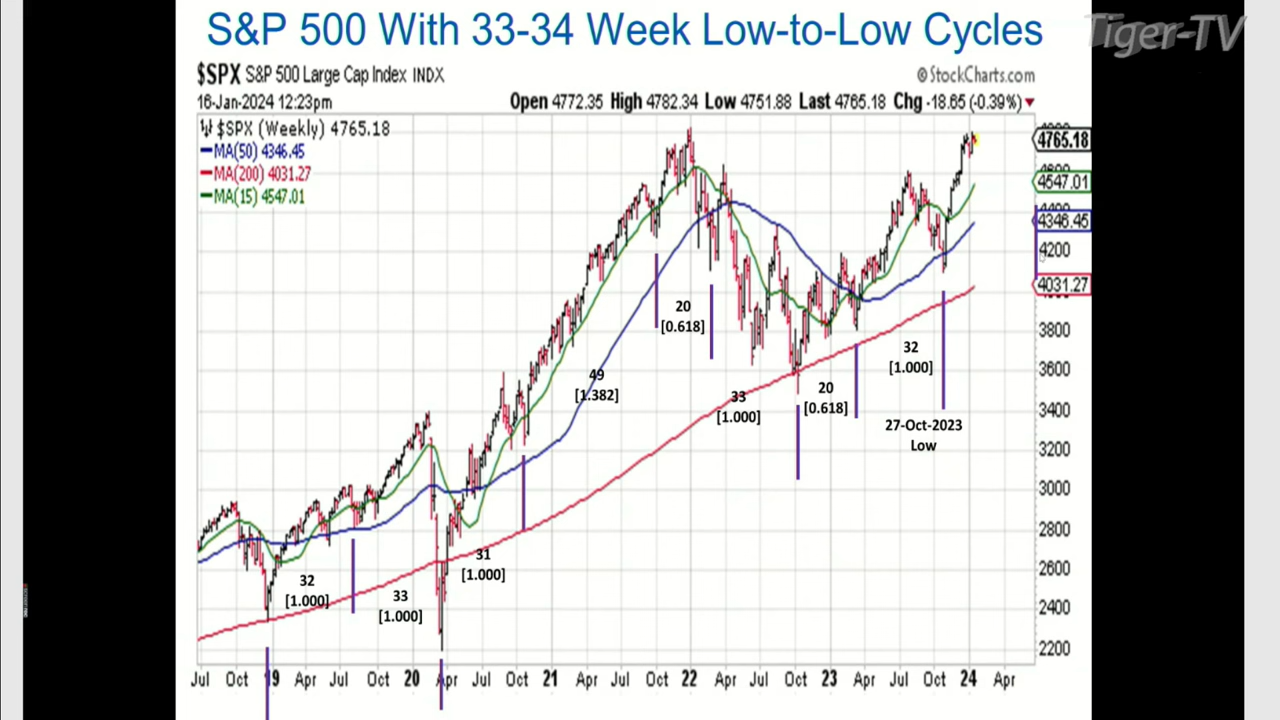 S&P 500 With 33-34 Week Low-to-Low Cycles
Tiger-TV
$SPX S&P 500 Large Cap Index INDX
© StockCharts.com
16-Jan-2024 12:23pm
Open 4772.35 High 4782.34 Low 4751.88 Last 4765.18 Chg -18.65 (-0.39%)
$SPX (Weekly) 4765.18
MA(50) 4346.45
MA(200) 4031.27
MA(15) 4547.01
4765.18
4547.01
4346.45
4200
4031.27
3800
3600
3400
3200
3000
2800
2600
2400
2200
20
[0.618]
49
[1.382]
33
[1.000]
20
[0.618]
32
[1.000]
27-Oct-2023
Low
32
[1.000]
33
[1.000]
31
[1.000]
Jul Oct 19 Apr Jul Oct 20 Apr Jul Oct 21 Apr Jul Oct 22 Apr Jul Oct 23 Apr Jul Oct 24 Apr